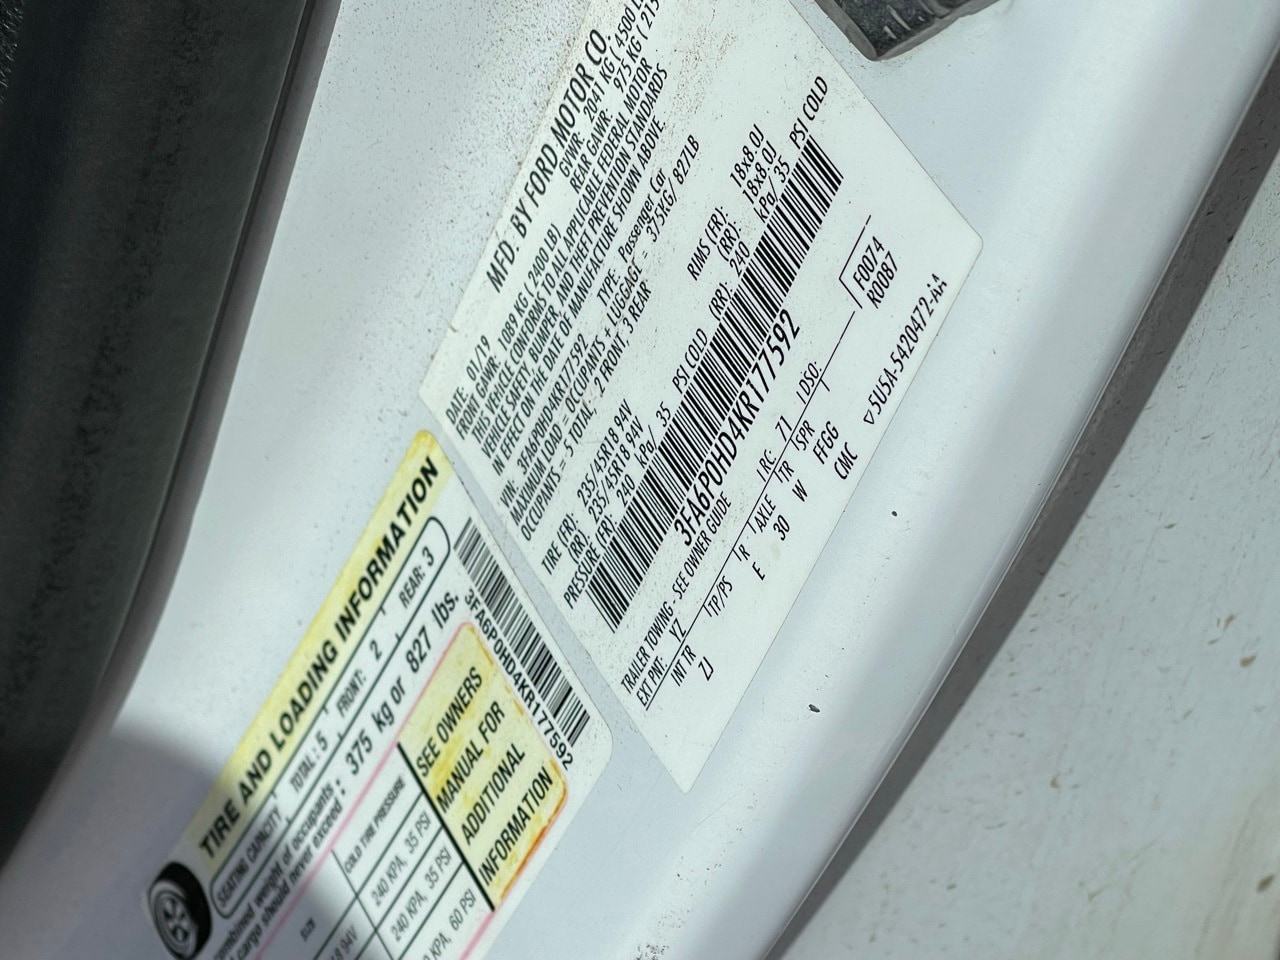 MFD. BY FORD MOTOR CO.
DATE: 07/19 GVWR: 2041 KG ( 4500
FRONT GAWR: 1089 KG ( 2400 LB) REAR GAWR: 975 KG (
THIS VEHICLE CONFORMS TO ALL APPLICABLE FEDERAL MOTOR
VEHICLE SAFETY, BUMPER, AND THEFT PREVENTION STANDARDS
IN EFFECT ON THE DATE OF MANUFACTURE SHOWN ABOVE
VIN: 3FA6P0HD4KR177592 TYPE: Passenger Car
MAXIMUM LOAD = OCCUPANTS + LUGGAGE = 375KG/ 827LB
OCCUPANTS = 5 TOTAL, 2 FRONT, 3 REAR
TIRE (FR): 235/45R18 94V RIMS (FR): 18x8.0J
(RR): 235/45R18 94V (RR): 18x8.0J
PRESSURE (FR): 240 kPa/ 35 PSI COLD (RR): 240 kPa/ 35 PSI COLD
3FA6P0HD4KR177592
TRAILER TOWING - SEE OWNER GUIDE
EXT PNT: YZ RC: 71 DSO:
INT TR TP/PS R AXLE TR SPR
ZJ E 30 W FFGG
CMC
F0074
R0087
▽5U5A-5420472-AA
TIRE AND LOADING INFORMATION
SEATING CAPACITY TOTAL: 5 FRONT: 2 REAR: 3
combined weight of occupants
cargo should never exceed : 375 kg or 827 lbs.
SIZE COLD TIRE PRESSURE
94V 240 KPA, 35 PSI
240 KPA, 35 PSI
KPA, 60 PSI
SEE OWNERS
MANUAL FOR
ADDITIONAL
INFORMATION
3FA6P0HD4KR177592